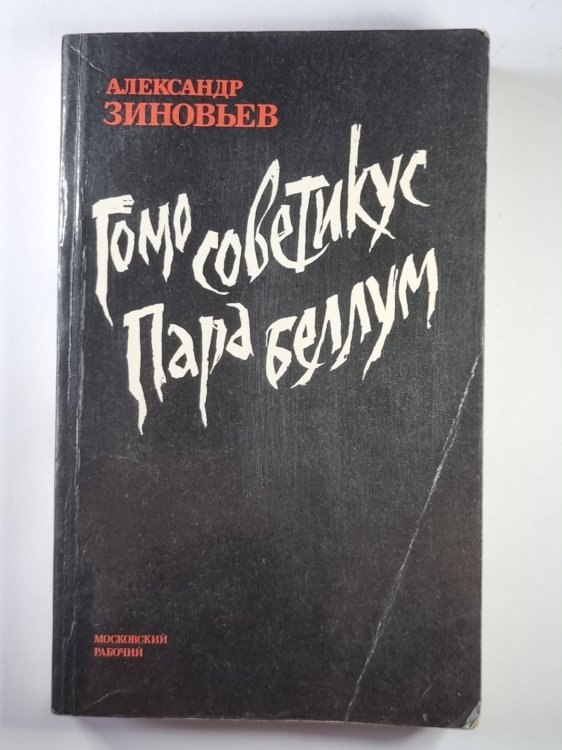 АЛЕКСАНДР
ЗИНОВЬЕВ
Гомо советикус
Пара беллум
МОСКОВСКИЙ
РАБОЧИЙ